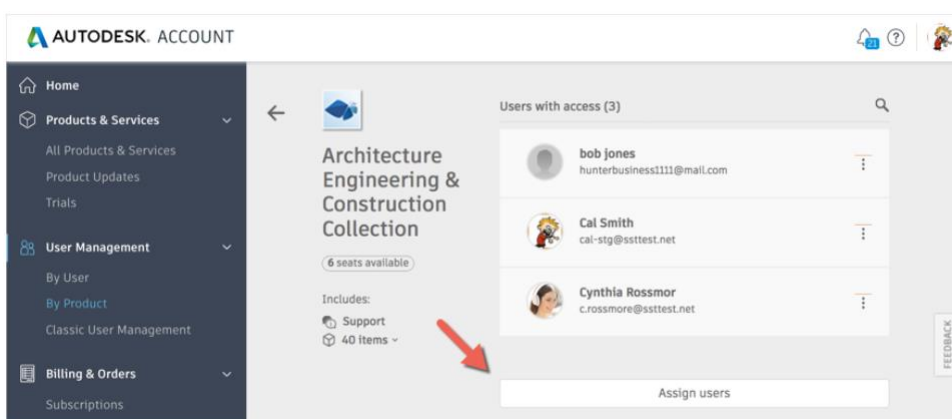 AUTODESK. ACCOUNT
21
?
Home
Products & Services
All Products & Services
Product Updates
Trials
User Management
By User
By Product
Classic User Management
Billing & Orders
Subscriptions
Architecture
Engineering &
Construction
Collection
6 seats available
Includes:
Support
40 items
Users with access (3)
bob jones
hunterbusiness1111@mail.com
Cal Smith
cal-stg@ssttest.net
Cynthia Rossmor
c.rossmore@ssttest.net
Assign users
FEEDBACK